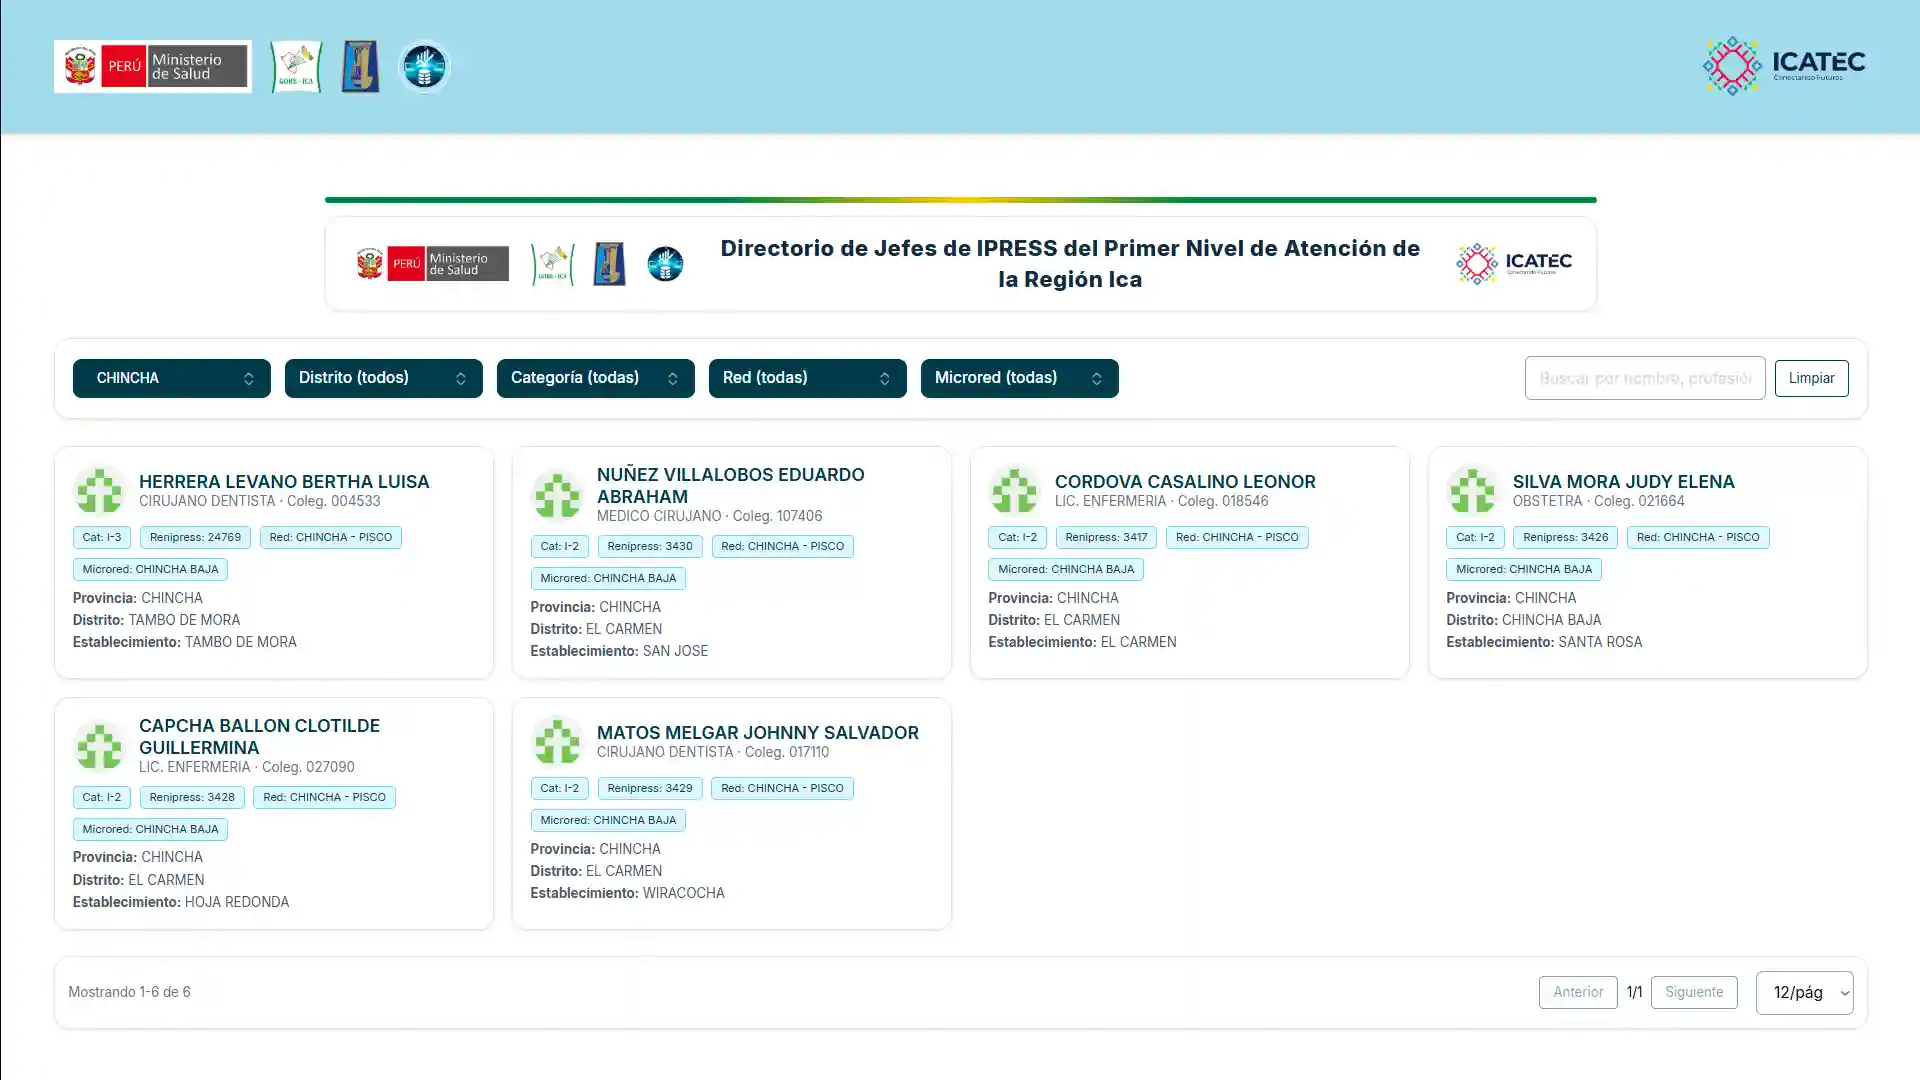 PERÚ Ministerio de Salud
GORE - ICA
ICATEC
Conectando Futuros
PERÚ Ministerio de Salud
ICATEC
Directorio de Jefes de IPRESS del Primer Nivel de Atención de
la Región Ica
CHINCHA
Distrito (todos)
Categoría (todas)
Red (todas)
Microred (todas)
Buscar por nombre, profesión
Limpiar
HERRERA LEVANO BERTHA LUISA
CIRUJANO DENTISTA · Coleg. 004533
Cat: I-3 Renipress: 24769 Red: CHINCHA - PISCO
Microred: CHINCHA BAJA
Provincia: CHINCHA
Distrito: TAMBO DE MORA
Establecimiento: TAMBO DE MORA
NUÑEZ VILLALOBOS EDUARDO
ABRAHAM
MEDICO CIRUJANO · Coleg. 107406
Cat: I-2 Renipress: 3430 Red: CHINCHA - PISCO
Microred: CHINCHA BAJA
Provincia: CHINCHA
Distrito: EL CARMEN
Establecimiento: SAN JOSE
CORDOVA CASALINO LEONOR
LIC. ENFERMERIA · Coleg. 018546
Cat: I-2 Renipress: 3417 Red: CHINCHA - PISCO
Microred: CHINCHA BAJA
Provincia: CHINCHA
Distrito: EL CARMEN
Establecimiento: EL CARMEN
SILVA MORA JUDY ELENA
OBSTETRA · Coleg. 021664
Cat: I-2 Renipress: 3426 Red: CHINCHA - PISCO
Microred: CHINCHA BAJA
Provincia: CHINCHA
Distrito: CHINCHA BAJA
Establecimiento: SANTA ROSA
CAPCHA BALLON CLOTILDE
GUILLERMINA
LIC. ENFERMERIA · Coleg. 027090
Cat: I-2 Renipress: 3428 Red: CHINCHA - PISCO
Microred: CHINCHA BAJA
Provincia: CHINCHA
Distrito: EL CARMEN
Establecimiento: HOJA REDONDA
MATOS MELGAR JOHNNY SALVADOR
CIRUJANO DENTISTA · Coleg. 017110
Cat: I-2 Renipress: 3429 Red: CHINCHA - PISCO
Microred: CHINCHA BAJA
Provincia: CHINCHA
Distrito: EL CARMEN
Establecimiento: WIRACOCHA
Mostrando 1-6 de 6
Anterior 1/1 Siguiente 12/pág